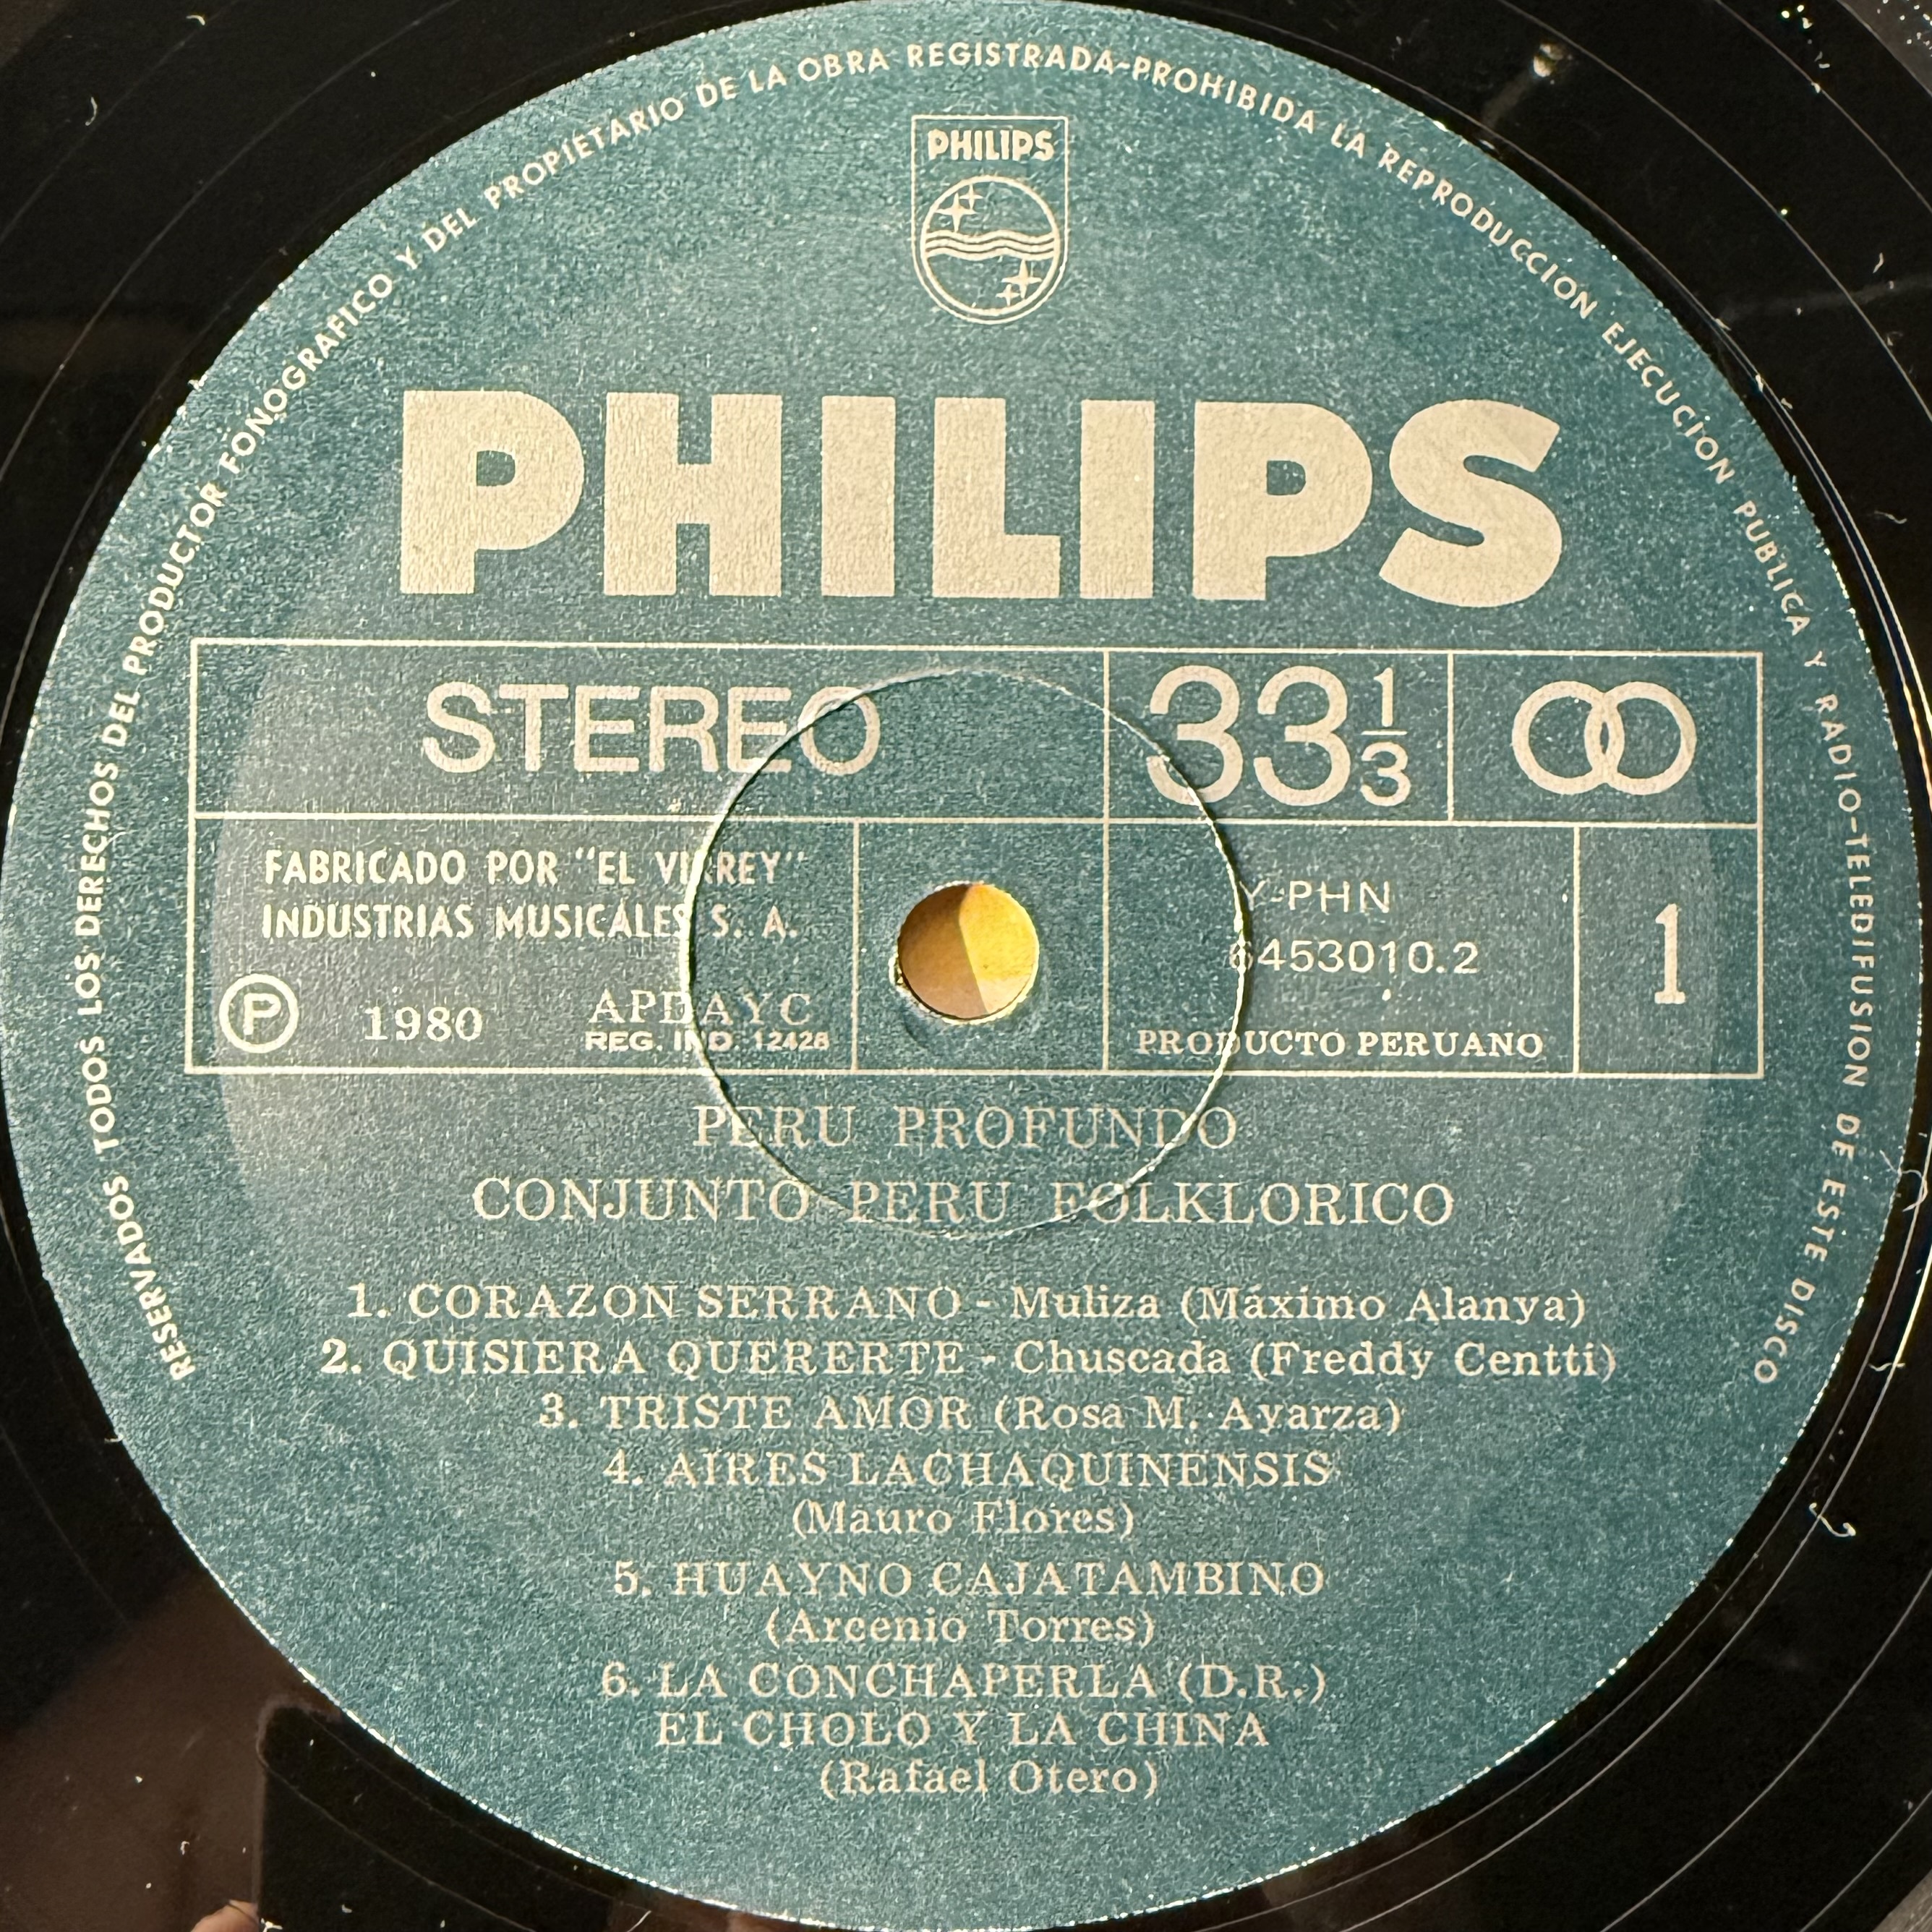 RESERVADOS TODOS LOS DERECHOS DEL PRODUCTOR FONOGRAFICO Y DEL PROPIETARIO DE LA OBRA REGISTRADA-PROHIBIDA LA REPRODUCCION EJECUCION PUBLICA Y RADIO-TELEDIFUSION DE ESTE DISCO
PHILIPS
PHILIPS
STEREO
33 1/3
FABRICADO POR "EL VIRREY"
INDUSTRIAS MUSICALES S. A.
Ⓟ 1980
APDAYC
REG. IND. 12428
Y-PHN
6453010.2
PRODUCTO PERUANO
1
PERU PROFUNDO
CONJUNTO PERU FOLKLORICO
1. CORAZON SERRANO - Muliza (Máximo Alanya)
2. QUISIERA QUERERTE - Chuscada (Freddy Centti)
3. TRISTE AMOR (Rosa M. Ayarza)
4. AIRES LACHAQUINENSIS
(Mauro Flores)
5. HUAYNO CAJATAMBINO
(Arcenio Torres)
6. LA CONCHAPERLA (D.R.)
EL CHOLO Y LA CHINA
(Rafael Otero)